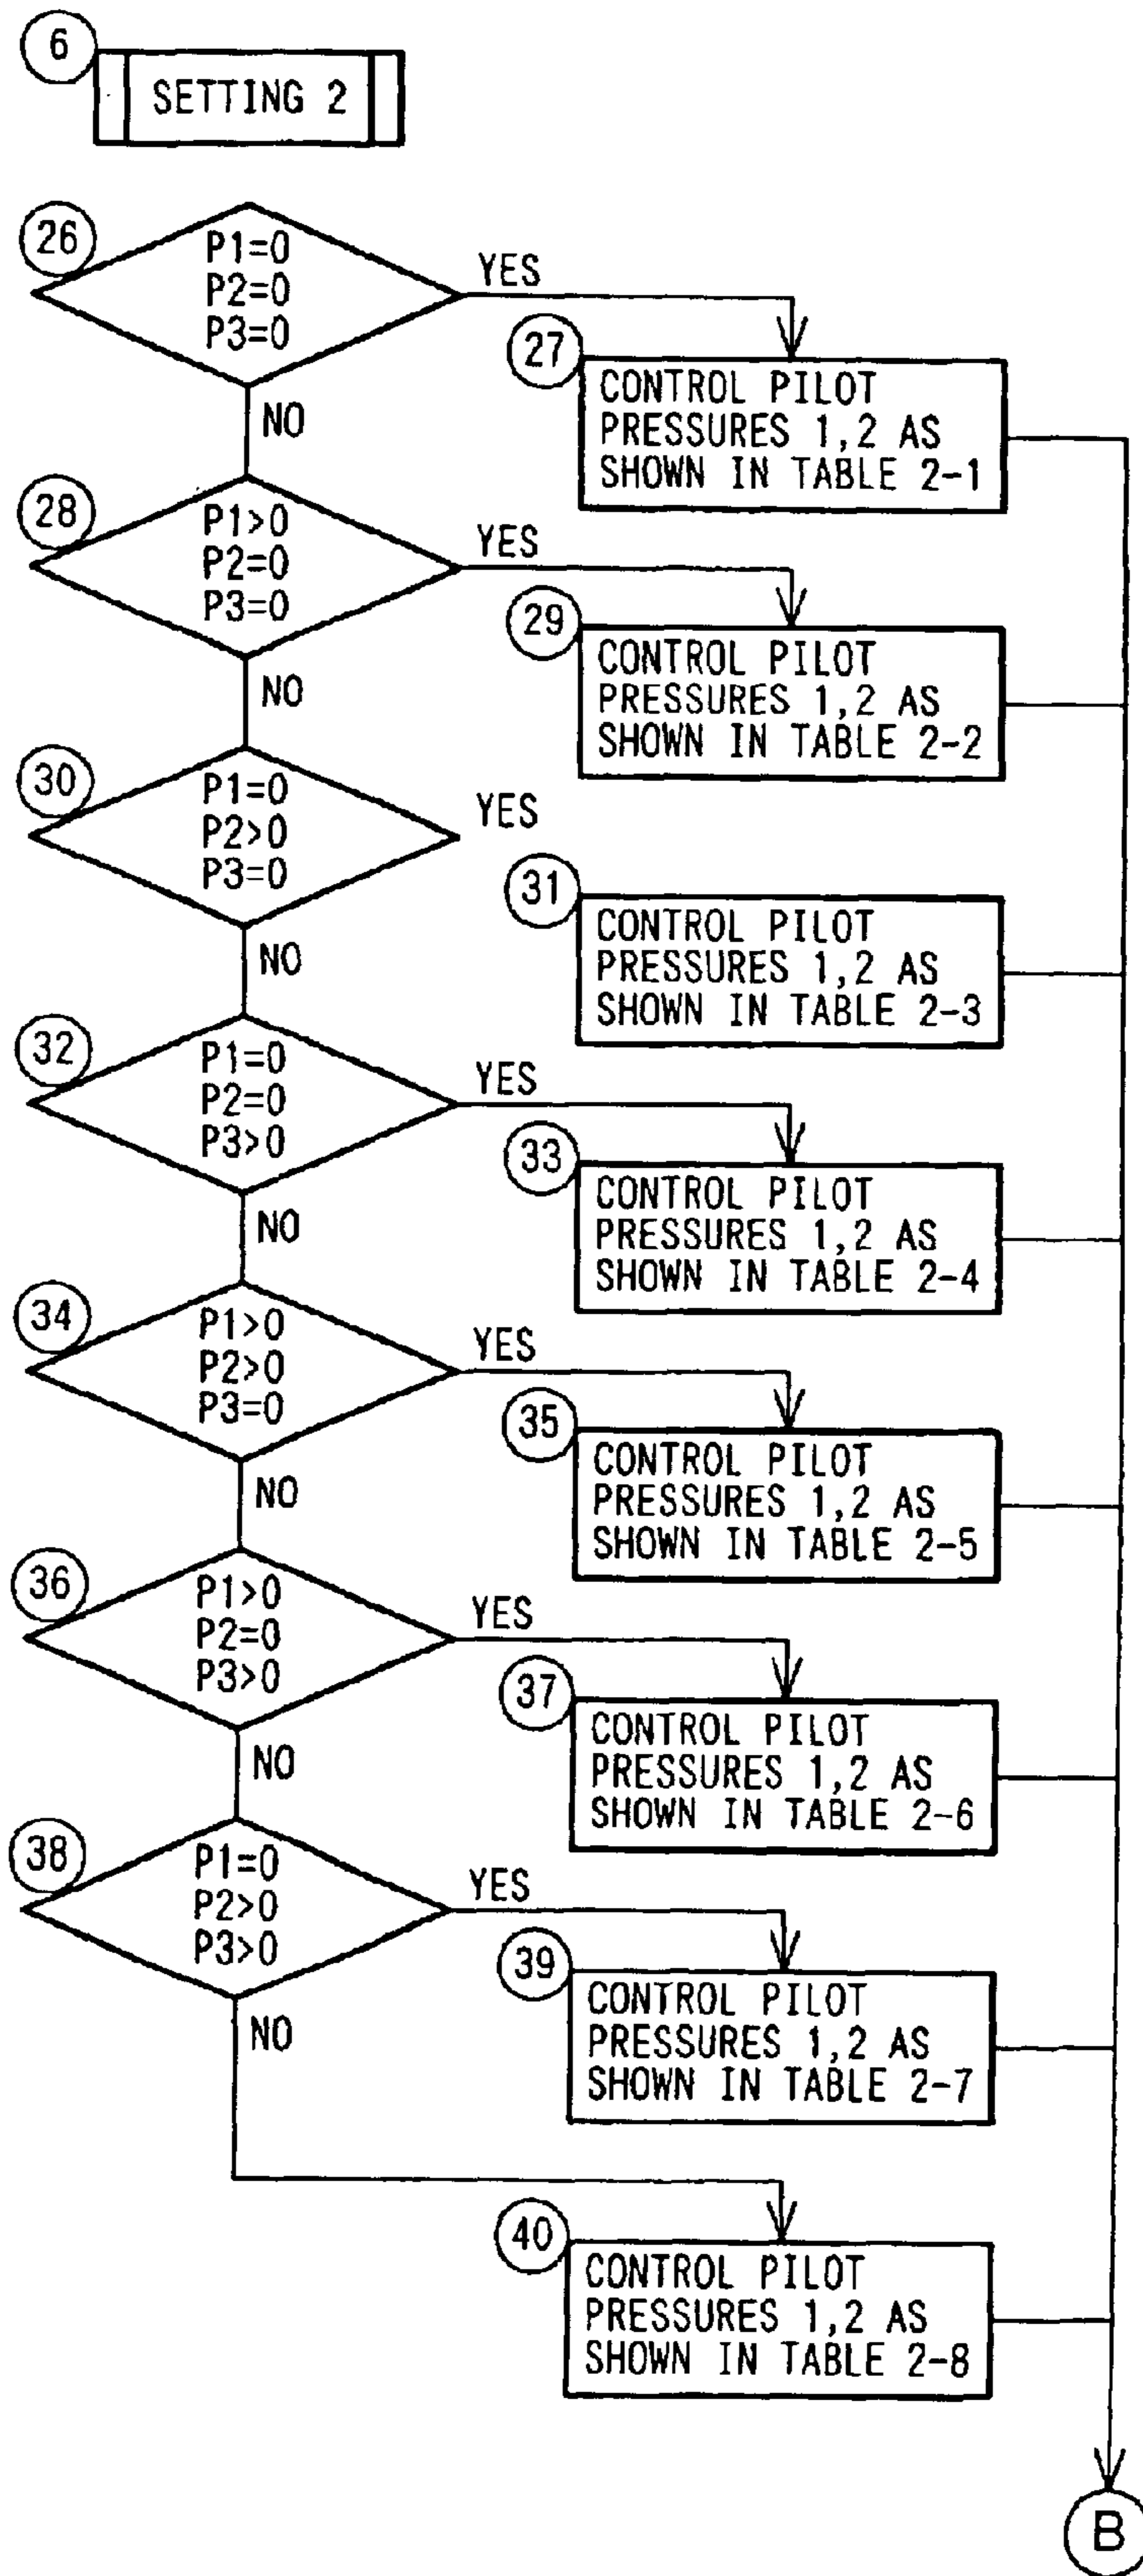 6
SETTING 2
26
P1=0
P2=0
P3=0
YES
NO
27
CONTROL PILOT
PRESSURES 1,2 AS
SHOWN IN TABLE 2-1
28
P1>0
P2=0
P3=0
YES
NO
29
CONTROL PILOT
PRESSURES 1,2 AS
SHOWN IN TABLE 2-2
30
P1=0
P2>0
P3=0
YES
NO
31
CONTROL PILOT
PRESSURES 1,2 AS
SHOWN IN TABLE 2-3
32
P1=0
P2=0
P3>0
YES
NO
33
CONTROL PILOT
PRESSURES 1,2 AS
SHOWN IN TABLE 2-4
34
P1>0
P2>0
P3=0
YES
NO
35
CONTROL PILOT
PRESSURES 1,2 AS
SHOWN IN TABLE 2-5
36
P1>0
P2=0
P3>0
YES
NO
37
CONTROL PILOT
PRESSURES 1,2 AS
SHOWN IN TABLE 2-6
38
P1=0
P2>0
P3>0
YES
NO
39
CONTROL PILOT
PRESSURES 1,2 AS
SHOWN IN TABLE 2-7
40
CONTROL PILOT
PRESSURES 1,2 AS
SHOWN IN TABLE 2-8
B